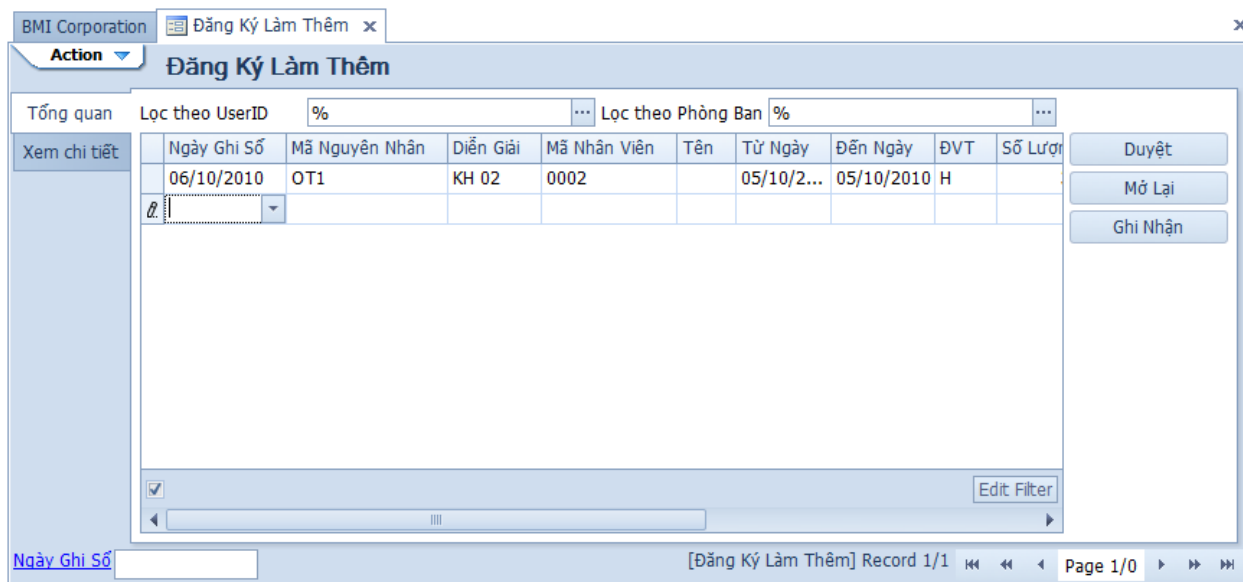 BMI Corporation Đăng Ký Làm Thêm
Action
Đăng Ký Làm Thêm
Tổng quan
Xem chi tiết
Lọc theo UserID % ... Lọc theo Phòng Ban % ...
Ngày Ghi Sổ Mã Nguyên Nhân Diễn Giải Mã Nhân Viên Tên Từ Ngày Đến Ngày ĐVT Số Lượn
06/10/2010 OT1 KH 02 0002 05/10/2... 05/10/2010 H
Duyệt
Mở Lại
Ghi Nhận
Edit Filter
Ngày Ghi Sổ
[Đăng Ký Làm Thêm] Record 1/1 Page 1/0